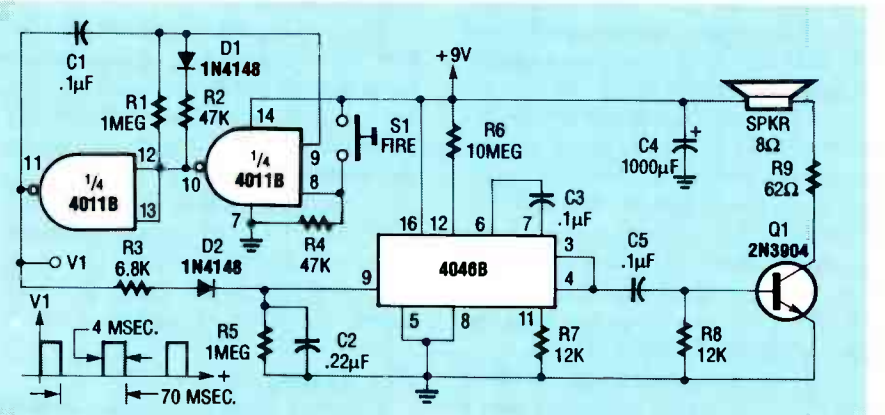 C1
.1µF
D1
1N4148
R1
1MEG
R2
47K
14
+9V
11
1/4
4011B
12
13
10
1/4
4011B
9
8
7
S1
FIRE
R4
47K
R6
10MEG
C4
1000µF
+
SPKR
8Ω
R9
62Ω
16
12
6
7
C3
.1µF
3
4
C5
.1µF
Q1
2N3904
V1
R3
6.8K
D2
1N4148
9
4046B
5
8
11
R5
1MEG
C2
.22µF
R7
12K
R8
12K
V1
4 MSEC.
+
70 MSEC.